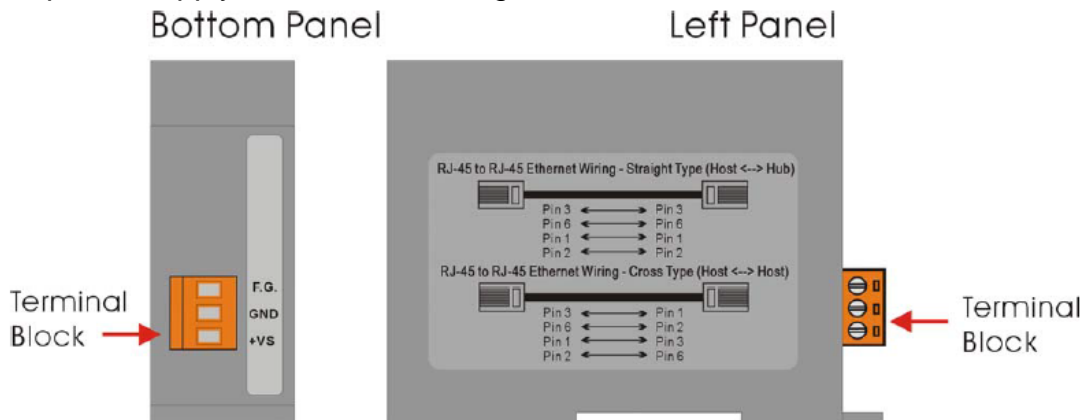 Bottom Panel
Left Panel
RJ-45 to RJ-45 Ethernet Wiring - Straight Type (Host <--> Hub)
Pin 3 Pin 3
Pin 6 Pin 6
Pin 1 Pin 1
Pin 2 Pin 2
RJ-45 to RJ-45 Ethernet Wiring - Cross Type (Host <--> Host)
Pin 3 Pin 1
Pin 6 Pin 2
Pin 1 Pin 3
Pin 2 Pin 6
F.G.
GND
+VS
Terminal
Block
Terminal
Block